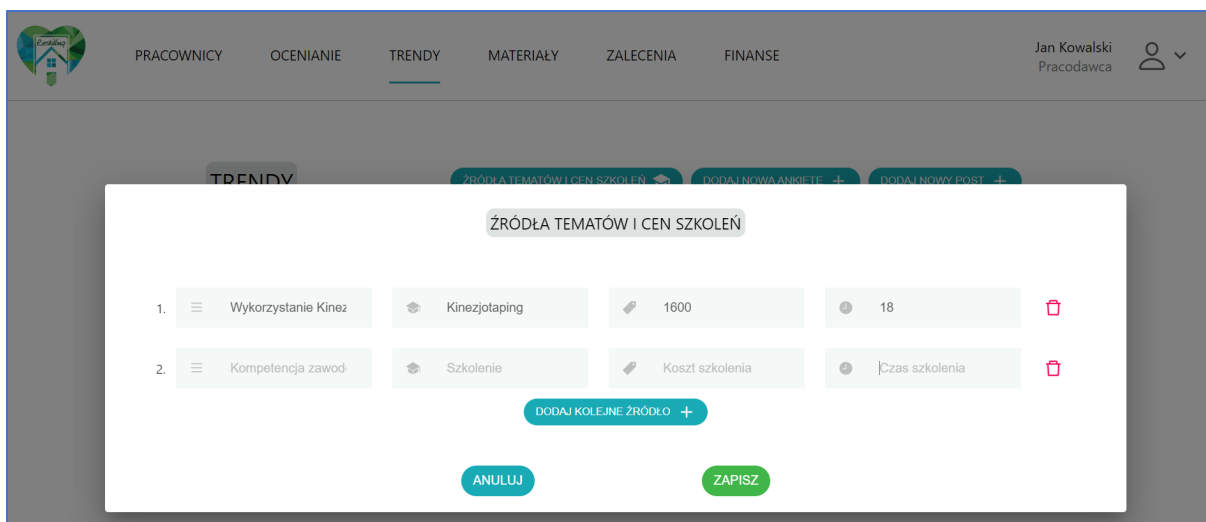 PRACOWNICY OCENIANIE TRENDY MATERIAŁY ZALECENIA FINANSE
Jan Kowalski
Pracodawca
TRENDY
ŹRÓDŁA TEMATÓW I CEN SZKOLEŃ DODAJ NOWA ANKIETE DODAJ NOWY POST
ŹRÓDŁA TEMATÓW I CEN SZKOLEŃ
1. Wykorzystanie Kinez Kinezjotaping 1600 18
2. Kompetencja zawod Szkolenie Koszt szkolenia Czas szkolenia
DODAJ KOLEJNE ŹRÓDŁO
ANULUJ ZAPISZ